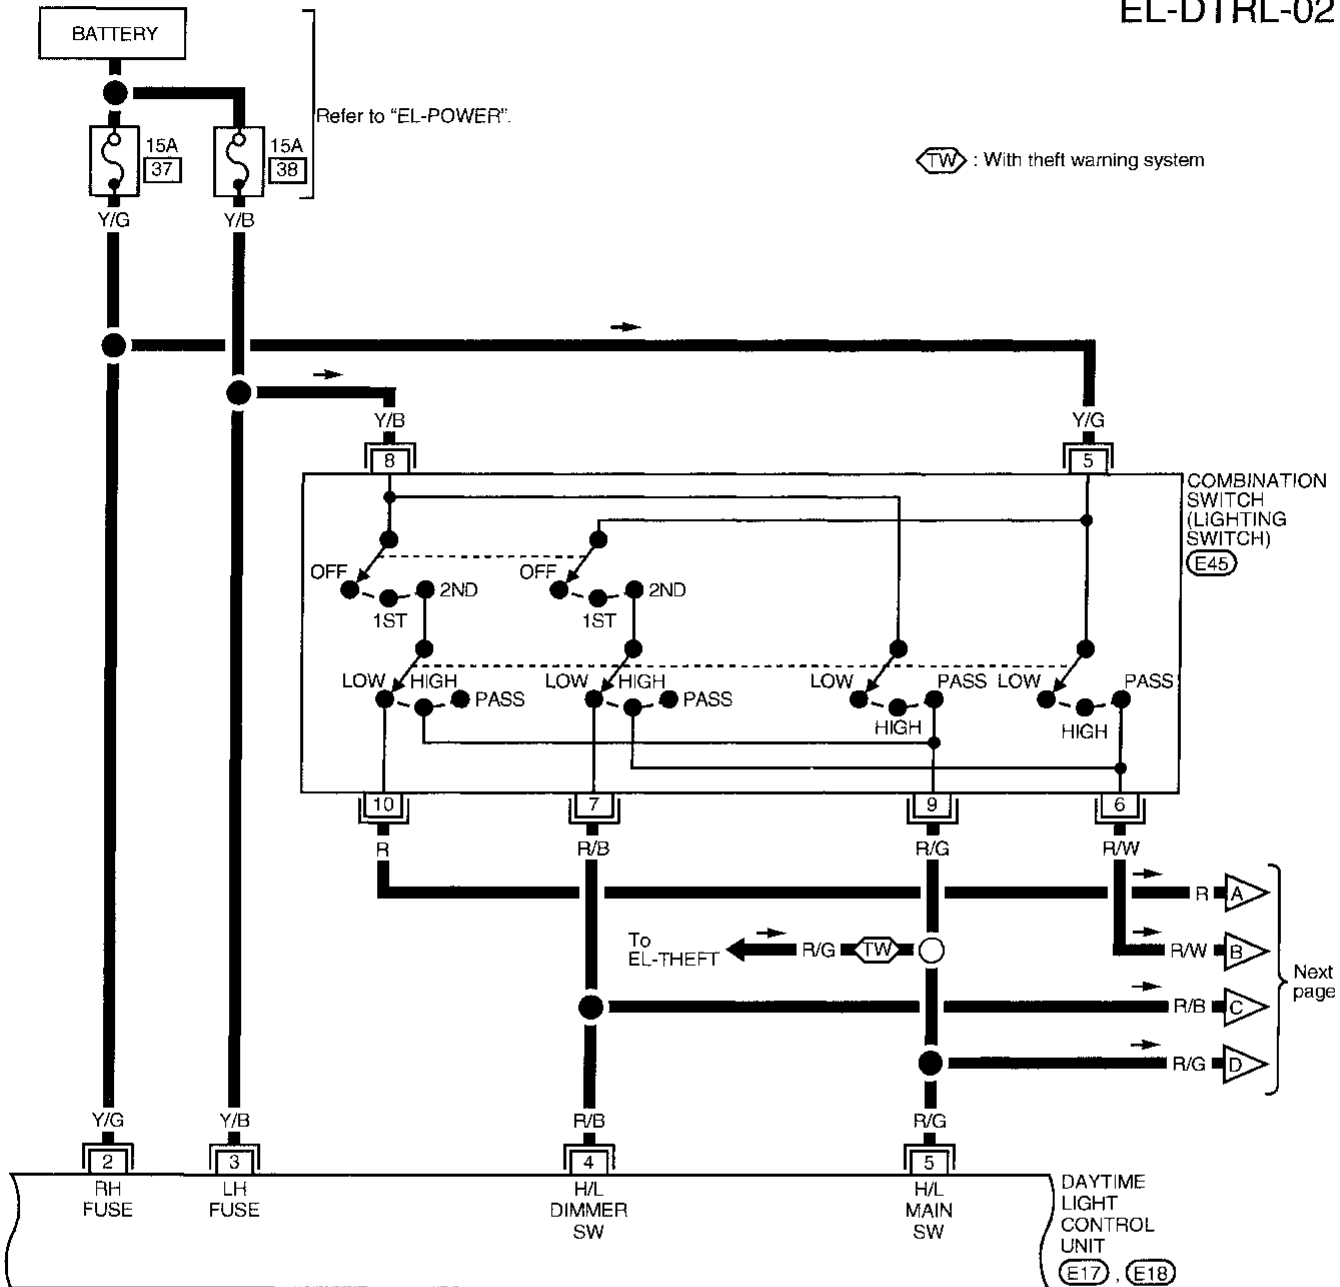 EL-DTRL-02
BATTERY
Refer to “EL-POWER”.
15A
37
15A
38
TW : With theft warning system
Y/G
Y/B
Y/B
Y/G
8
5
COMBINATION
SWITCH
(LIGHTING
SWITCH)
E45
OFF
2ND
1ST
OFF
2ND
1ST
LOW
HIGH
PASS
LOW
HIGH
PASS
LOW
PASS
HIGH
LOW
PASS
HIGH
10
7
9
6
R
R/B
R/G
R/W
R
A
To
EL-THEFT
R/G
TW
R/W
B
Next
page
R/B
C
R/G
D
Y/G
Y/B
R/B
R/G
2
3
4
5
RH
FUSE
LH
FUSE
H/L
DIMMER
SW
H/L
MAIN
SW
DAYTIME
LIGHT
CONTROL
UNIT
E17 , E18